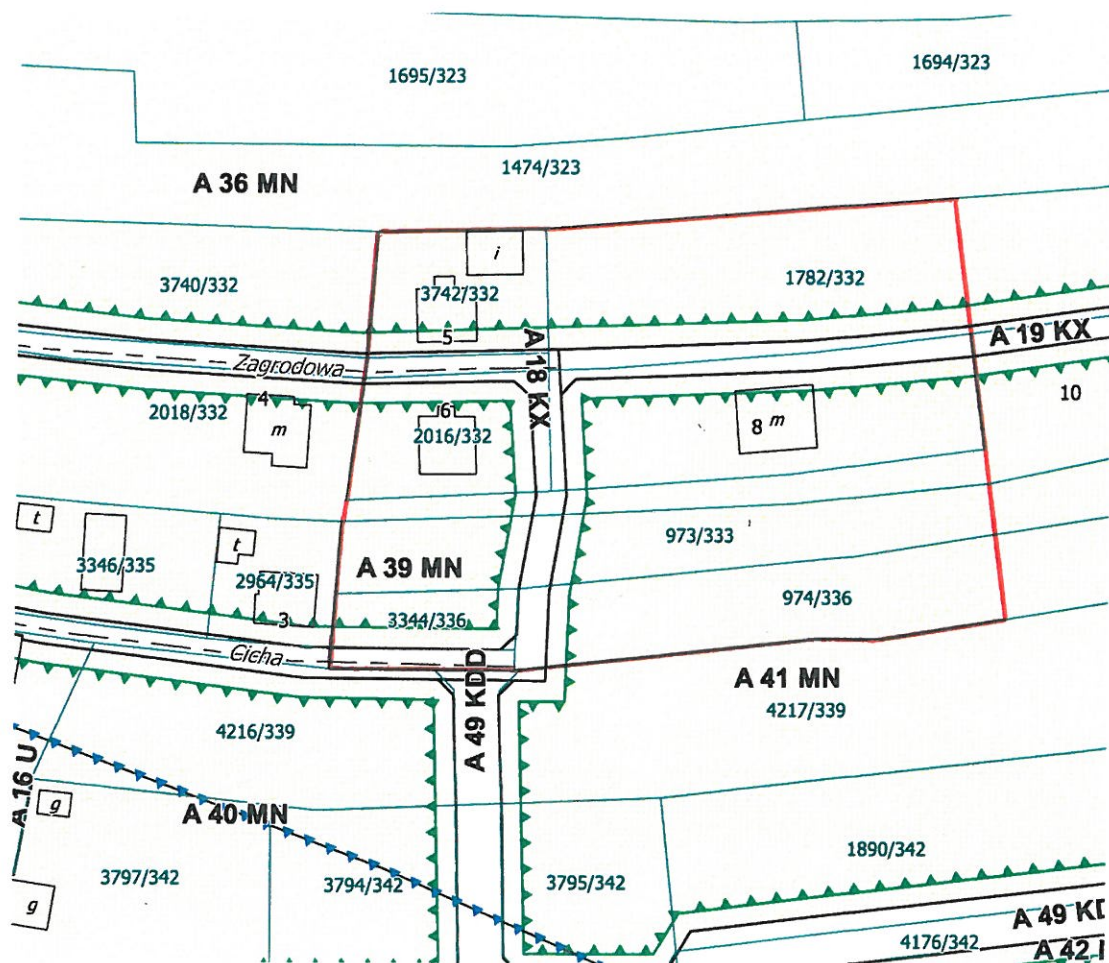 1695/323
1694/323
1474/323
A 36 MN
i
3740/332
3742/332
1782/332
5
A 18 KX
A 19 KX
Zagrodowa
4
6
2018/332
2016/332
m
8 m
10
t
t
973/333
3346/335
2964/335
A 39 MN
974/336
3
3344/336
Cicha
A 41 MN
4217/339
A 49 KDD
4216/339
A 16 U
g
A 40 MN
1890/342
3797/342
3794/342
3795/342
g
A 49 KD
4176/342
A 42